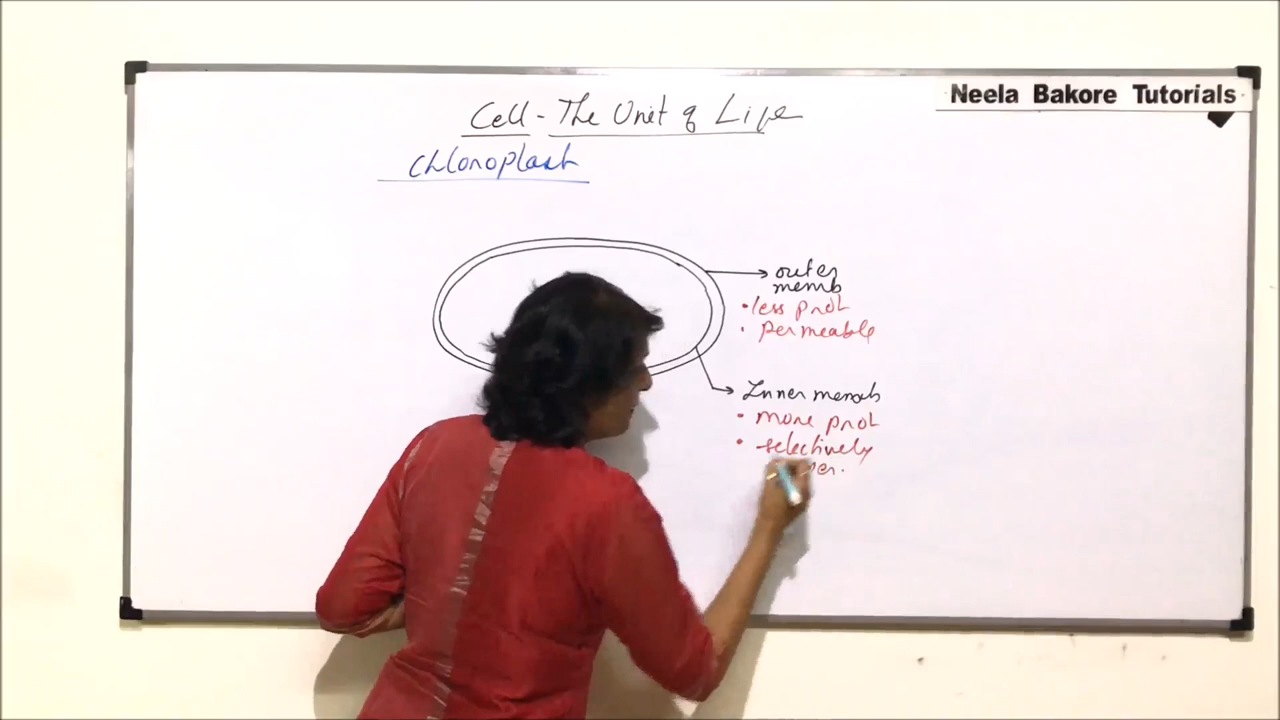 Neela Bakore Tutorials
Cell - The Unit of Life
Chloroplast
outer
memb
• less prot
• permeable
Inner memb
• more prot
• selectively
per.